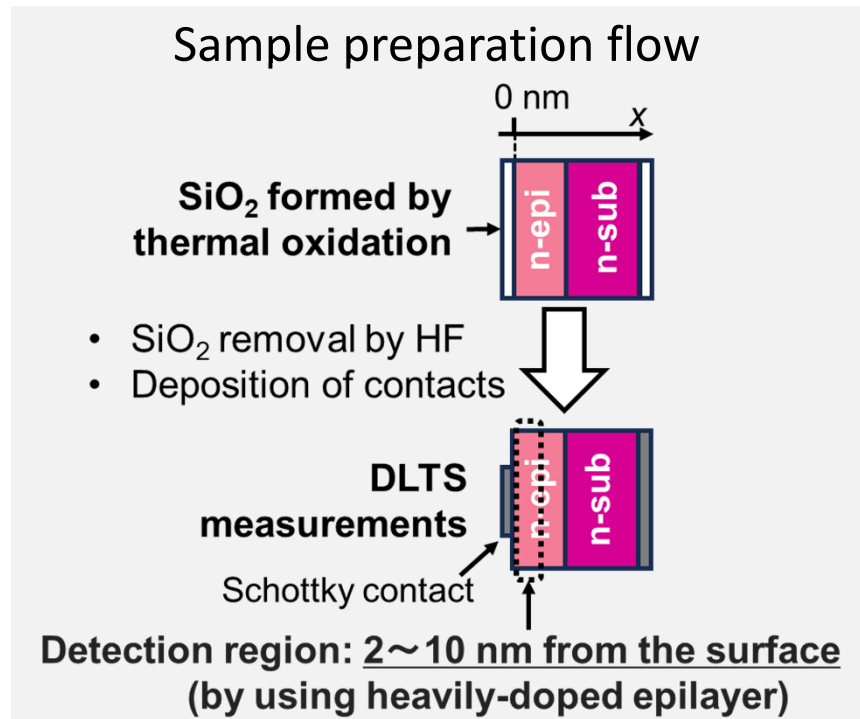 Sample preparation flow
0 nm
x
SiO₂ formed by
thermal oxidation
n-epi
n-sub
• SiO₂ removal by HF
• Deposition of contacts
DLTS
measurements
n-epi
n-sub
Schottky contact
Detection region: 2～10 nm from the surface
(by using heavily-doped epilayer)